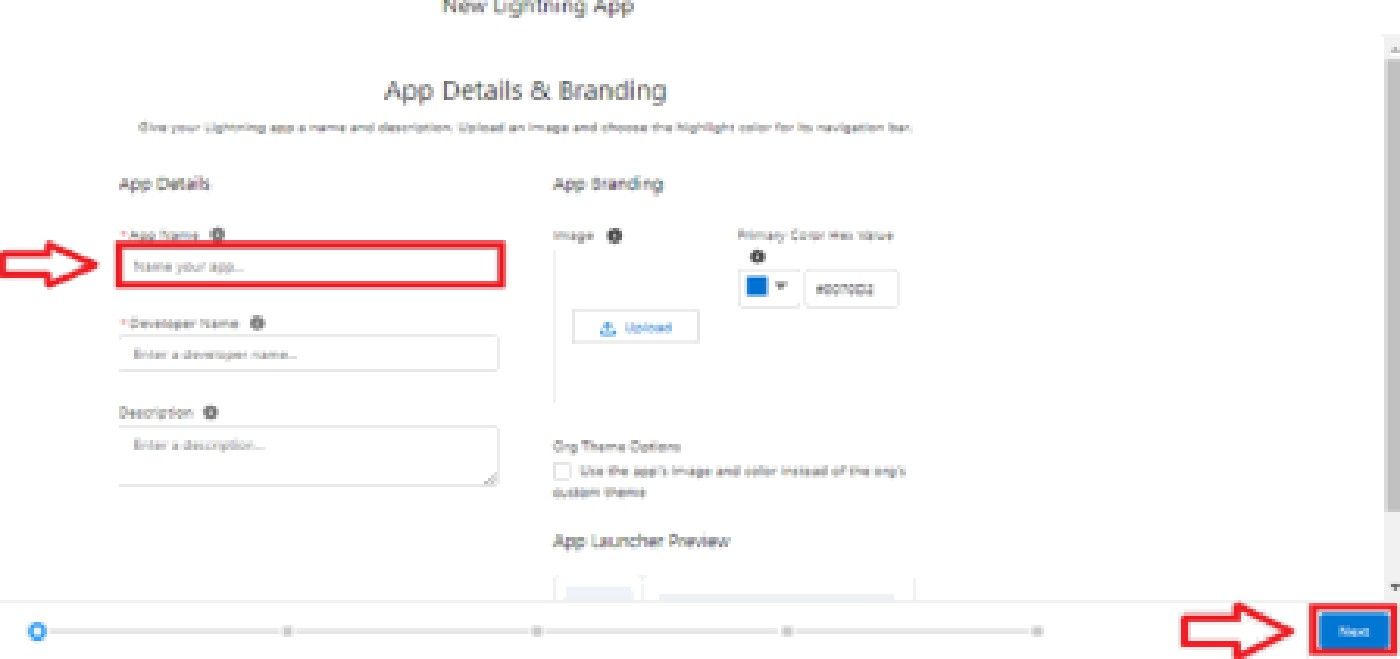 New Lightning App
App Details & Branding
Give your Lightning app a name and description. Upload an image and choose the highlight color for its navigation bar.
App Details
App Branding
* App Name
Image
Primary Color Hex Value
Name your app...
#0070D2
* Developer Name
Upload
Enter a developer name...
Description
Enter a description...
Org Theme Options
Use the app's image and color instead of the org's
custom theme
App Launcher Preview
Next